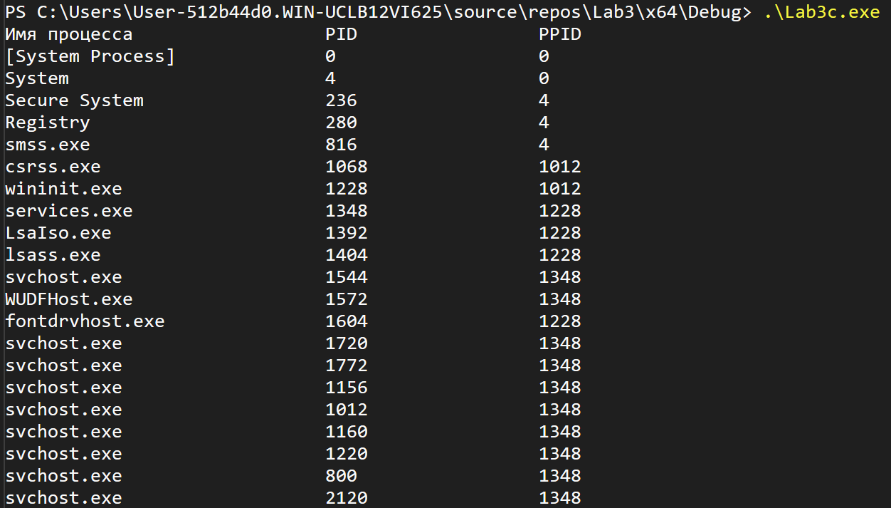 PS C:\Users\User-512b44d0.WIN-UCLB12VI625\source\repos\Lab3\x64\Debug> .\Lab3c.exe
Имя процесса PID PPID
[System Process] 0 0
System 4 0
Secure System 236 4
Registry 280 4
smss.exe 816 4
csrss.exe 1068 1012
wininit.exe 1228 1012
services.exe 1348 1228
LsaIso.exe 1392 1228
lsass.exe 1404 1228
svchost.exe 1544 1348
WUDFHost.exe 1572 1348
fontdrvhost.exe 1604 1228
svchost.exe 1720 1348
svchost.exe 1772 1348
svchost.exe 1156 1348
svchost.exe 1012 1348
svchost.exe 1160 1348
svchost.exe 1220 1348
svchost.exe 800 1348
svchost.exe 2120 1348